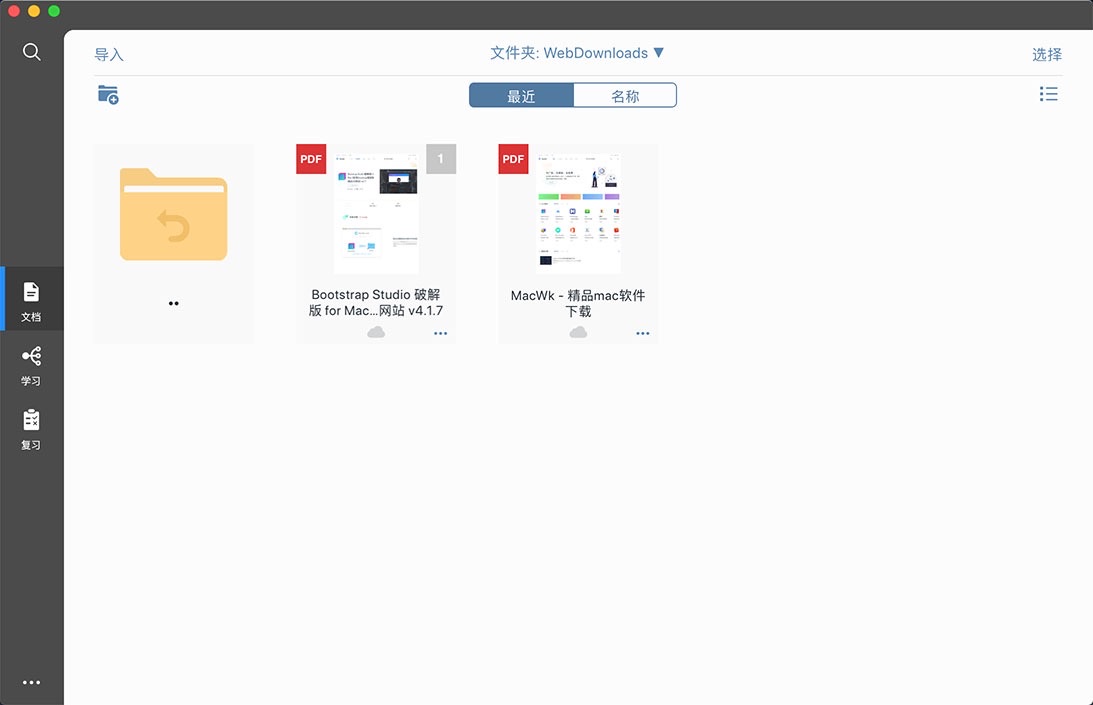 导入
文件夹: WebDownloads ▼
选择
最近
名称
PDF
1
PDF
..
Bootstrap Studio 破解
版 for Mac...网站 v4.1.7
MacWk - 精品mac软件
下载
文档
学习
复习